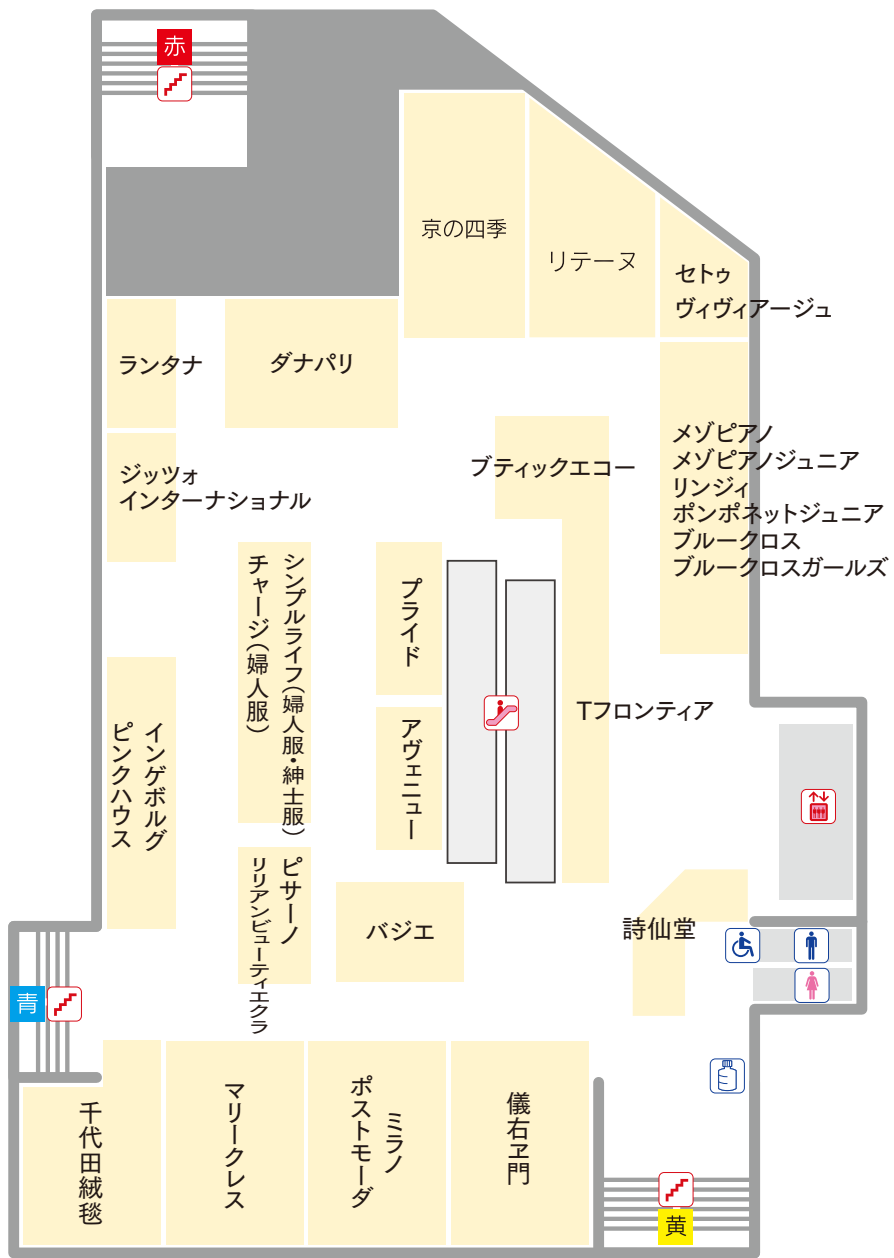 赤
京の四季
リテーヌ
セトゥ
ヴィヴィアージュ
ランタナ
ダナパリ
ジッツォ
インターナショナル
ブティックエコー
メゾピアノ
メゾピアノジュニア
リンジィ
ポンポネットジュニア
ブルークロス
ブルークロスガールズ
シンプルライフ(婦人服・紳士服)
チャージ(婦人服)
プライド
アヴェニュー
Tフロンティア
インゲボルグ
ピンクハウス
ピサーノ
リリアンビューティエクラ
バジエ
詩仙堂
青
千代田絨毯
マリークレス
ミラノ
ポストモーダ
儀右ヱ門
黄